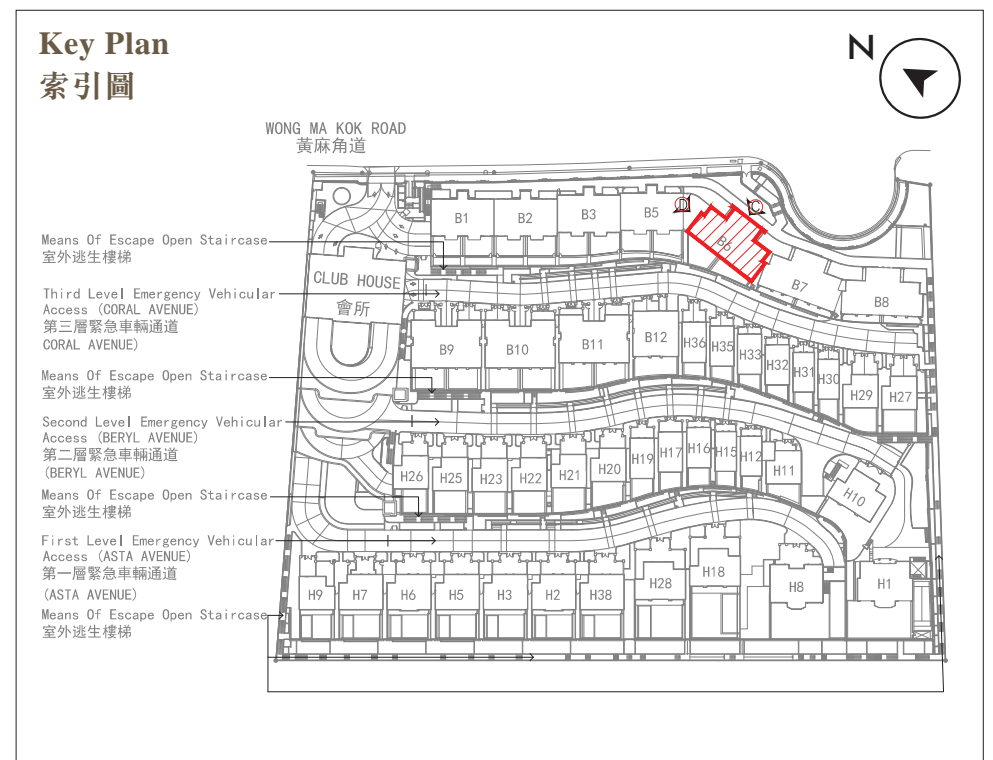 Key Plan
索引圖
N
WONG MA KOK ROAD
黃麻角道
Means Of Escape Open Staircase
室外逃生樓梯
CLUB HOUSE
會所
Third Level Emergency Vehicular
Access (CORAL AVENUE)
第三層緊急車輛通道
CORAL AVENUE)
Means Of Escape Open Staircase
室外逃生樓梯
Second Level Emergency Vehicular
Access (BERYL AVENUE)
第二層緊急車輛通道
(BERYL AVENUE)
Means Of Escape Open Staircase
室外逃生樓梯
First Level Emergency Vehicular
Access (ASTA AVENUE)
第一層緊急車輛通道
(ASTA AVENUE)
Means Of Escape Open Staircase
室外逃生樓梯
D C
B1 B2 B3 B5 B6 B7 B8
B9 B10 B11 B12 H36 H35 H33 H32 H31 H30 H29 H27
H26 H25 H23 H22 H21 H20 H19 H17 H16 H15 H12 H11 H10
H9 H7 H6 H5 H3 H2 H38 H28 H18 H8 H1